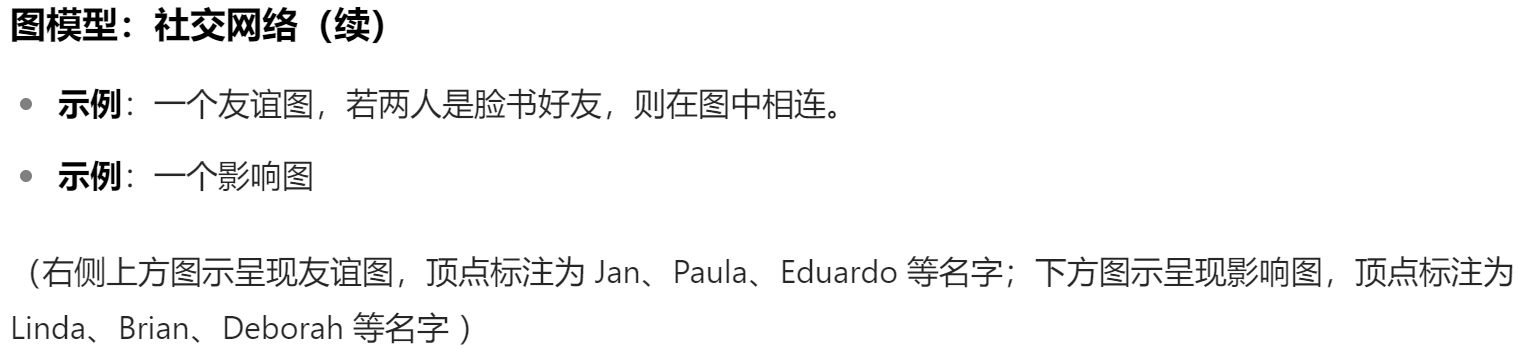 图模型：社交网络（续）
示例：一个友谊图，若两人是脸书好友，则在图中相连。
示例：一个影响图
（右侧上方图示呈现友谊图，顶点标注为 Jan、Paula、Eduardo 等名字；下方图示呈现影响图，顶点标注为
Linda、Brian、Deborah 等名字 ）